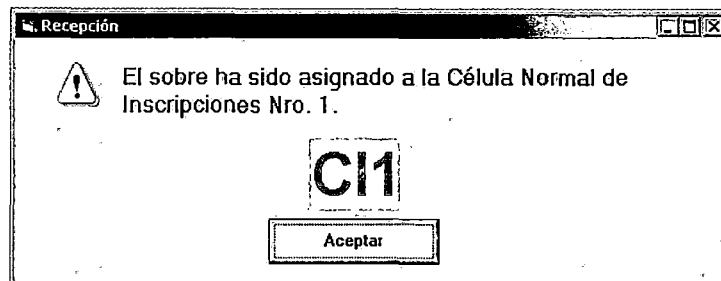 Recepción
El sobre ha sido asignado a la Célula Normal de
Inscripciones Nro. 1.
CI1
Aceptar